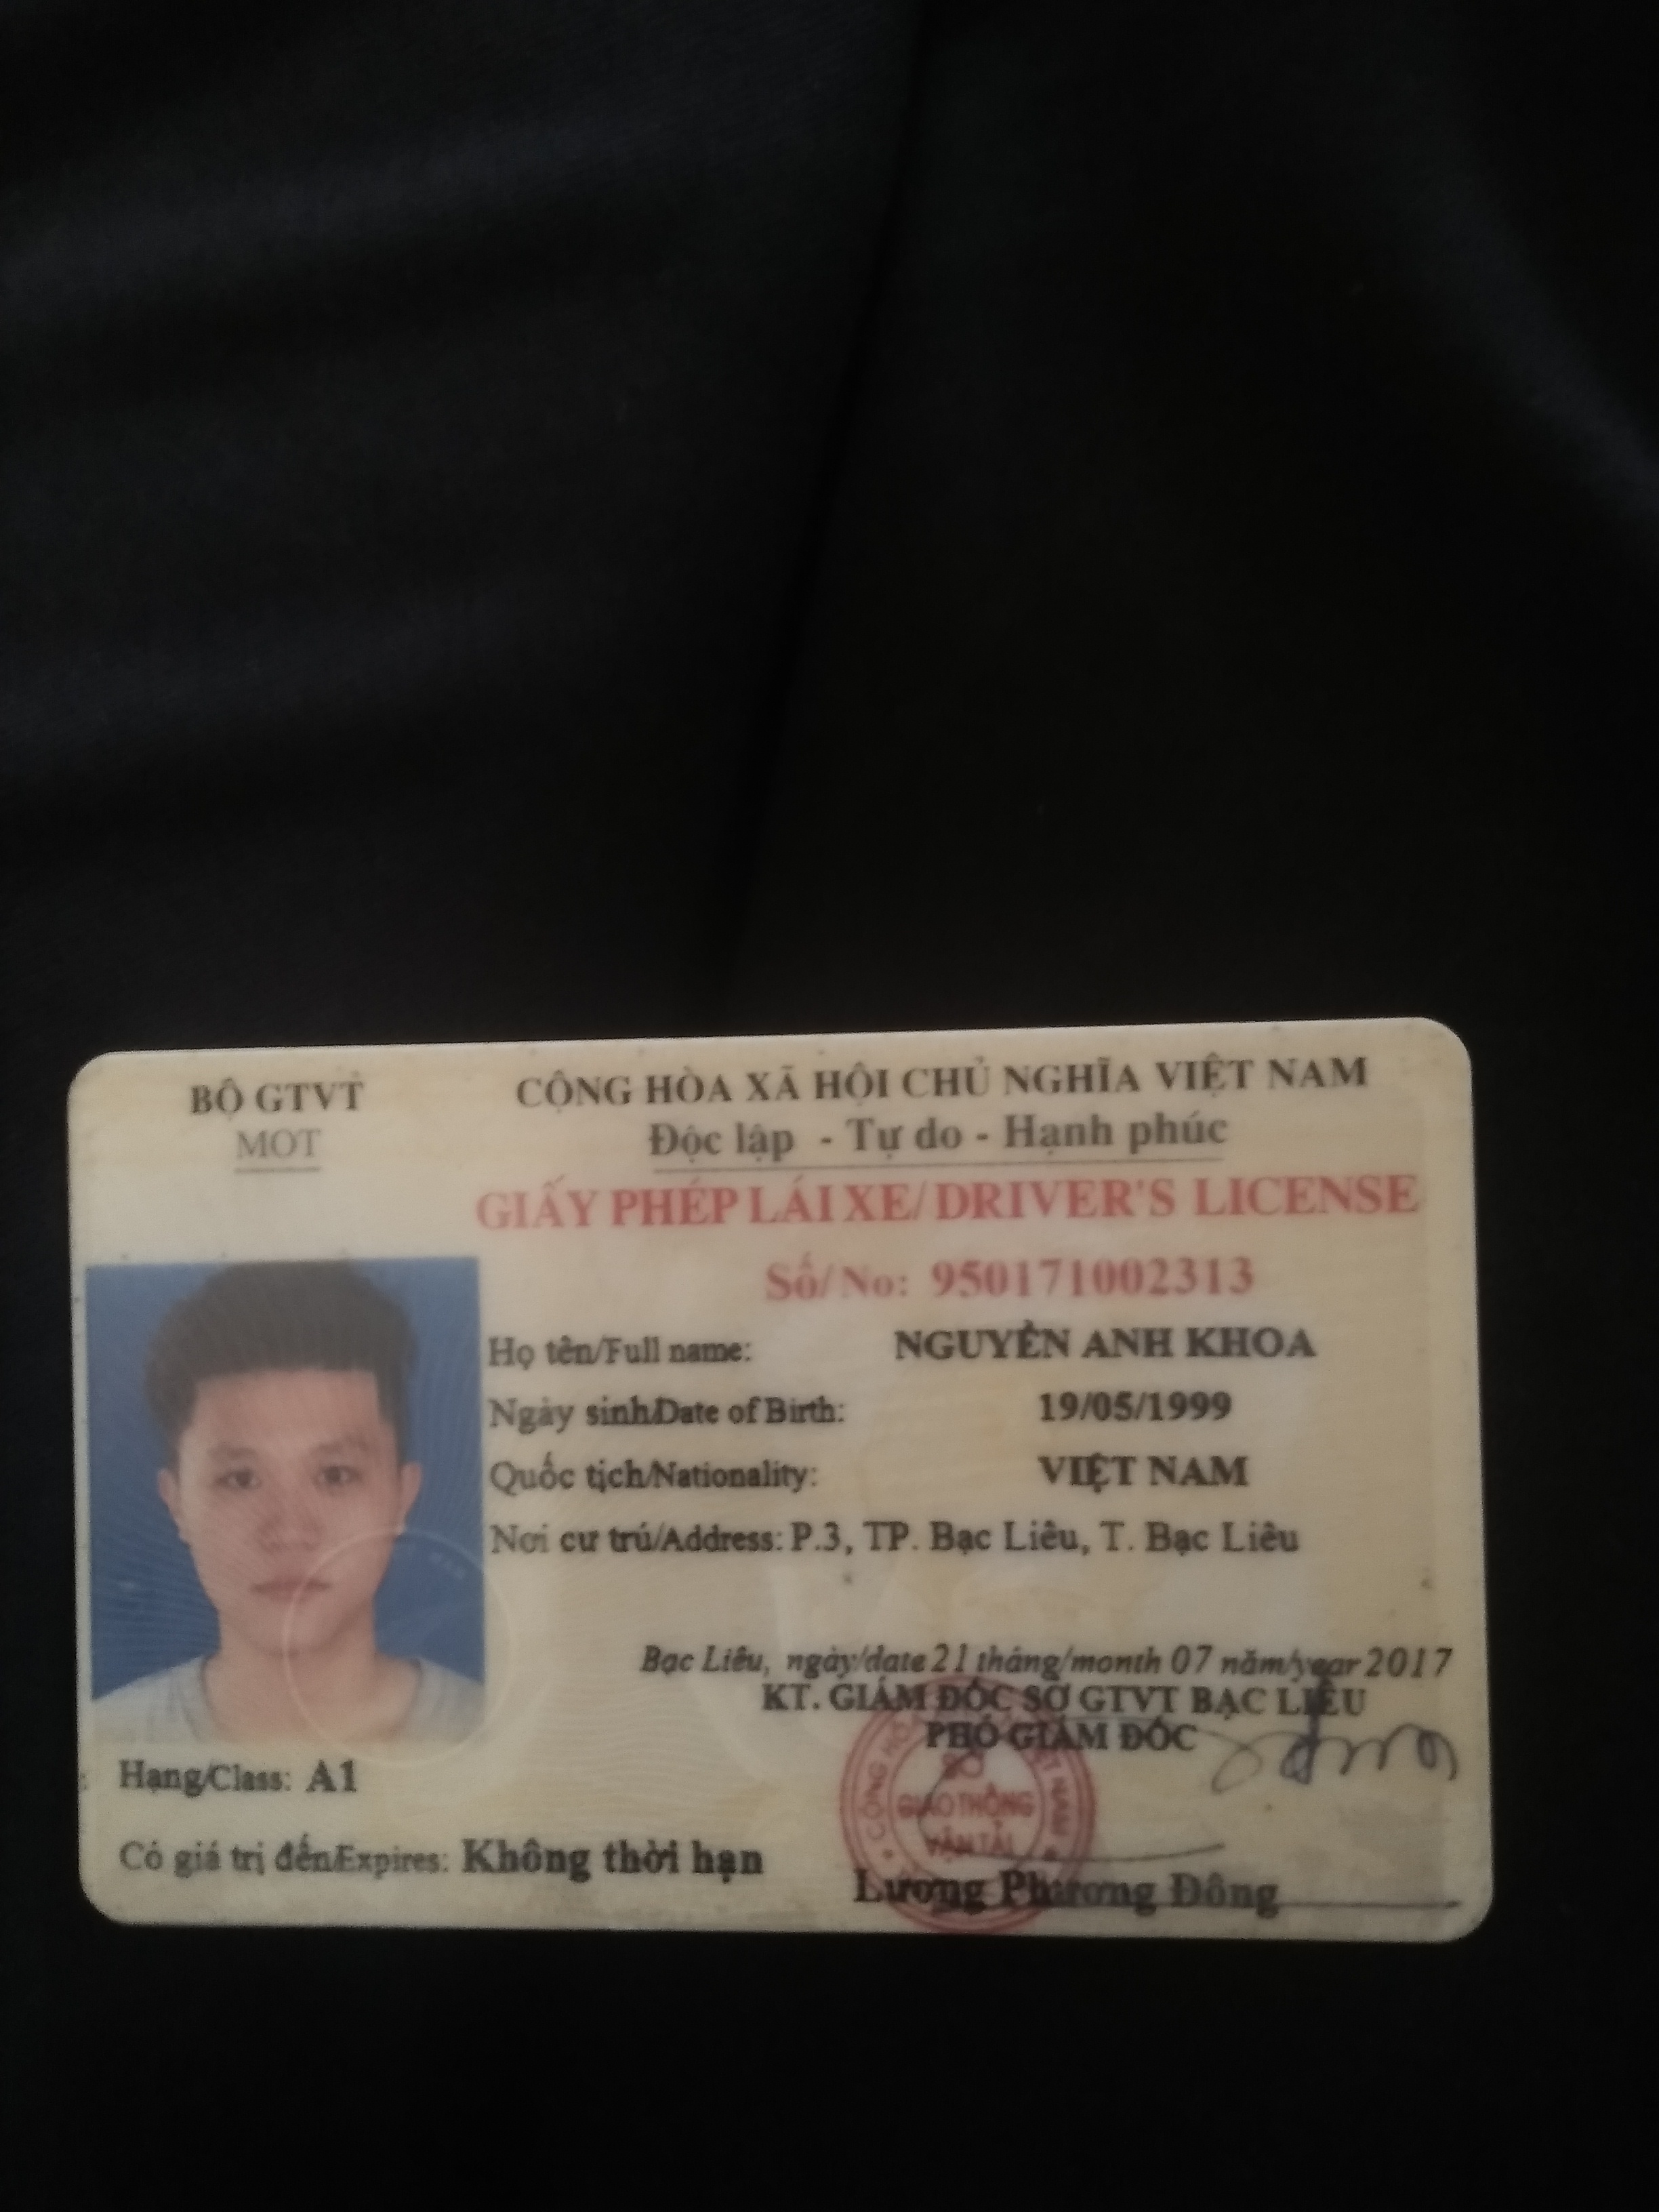 BỘ GTVT
MOT
CỘNG HÒA XÃ HỘI CHỦ NGHĨA VIỆT NAM
Độc lập - Tự do - Hạnh phúc
GIẤY PHÉP LÁI XE/ DRIVER'S LICENSE
Số/No: 950171002313
Họ tên/Full name: NGUYỄN ANH KHOA
Ngày sinh/Date of Birth: 19/05/1999
Quốc tịch/Nationality: VIỆT NAM
Nơi cư trú/Address: P.3, TP. Bạc Liêu, T. Bạc Liêu
Bạc Liêu, ngày/date 21 tháng/month 07 năm/year 2017
KT. GIÁM ĐỐC SỞ GTVT BẠC LIÊU
PHÓ GIÁM ĐỐC
SỞ
GIAO THÔNG
VẬN TẢI
Lương Phương Đông
Hạng/Class: A1
Có giá trị đến/Expires: Không thời hạn